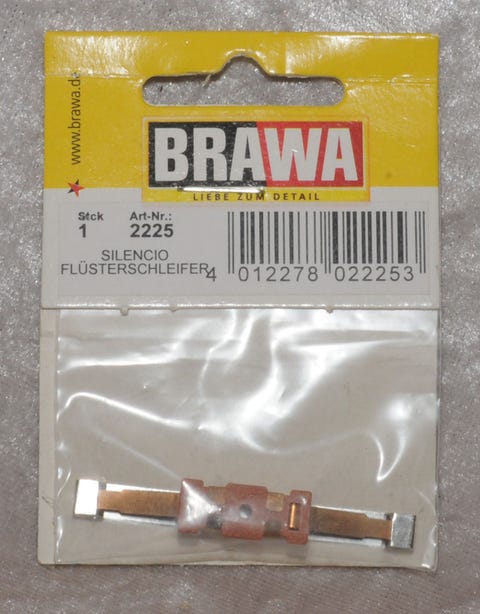 www.brawa.de
BRAWA
LIEBE ZUM DETAIL
Stck Art-Nr.:
1 2225
SILENCIO
FLÜSTERSCHLEIFER
4 012278 022253